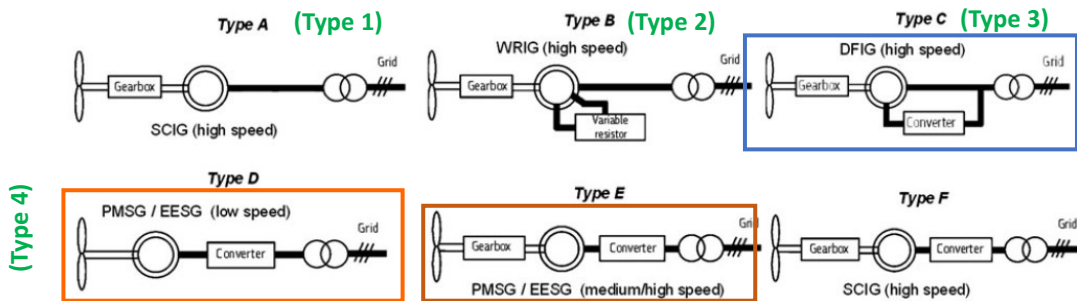 Type A (Type 1)
Gearbox
Grid
SCIG (high speed)
Type B (Type 2)
WRIG (high speed)
Gearbox
Grid
Variable
resistor
Type C (Type 3)
DFIG (high speed)
Gearbox
Grid
Converter
(Type 4)
Type D
PMSG / EESG (low speed)
Converter
Grid
Type E
Gearbox
Converter
Grid
PMSG / EESG (medium/high speed)
Type F
Gearbox
Converter
Grid
SCIG (high speed)